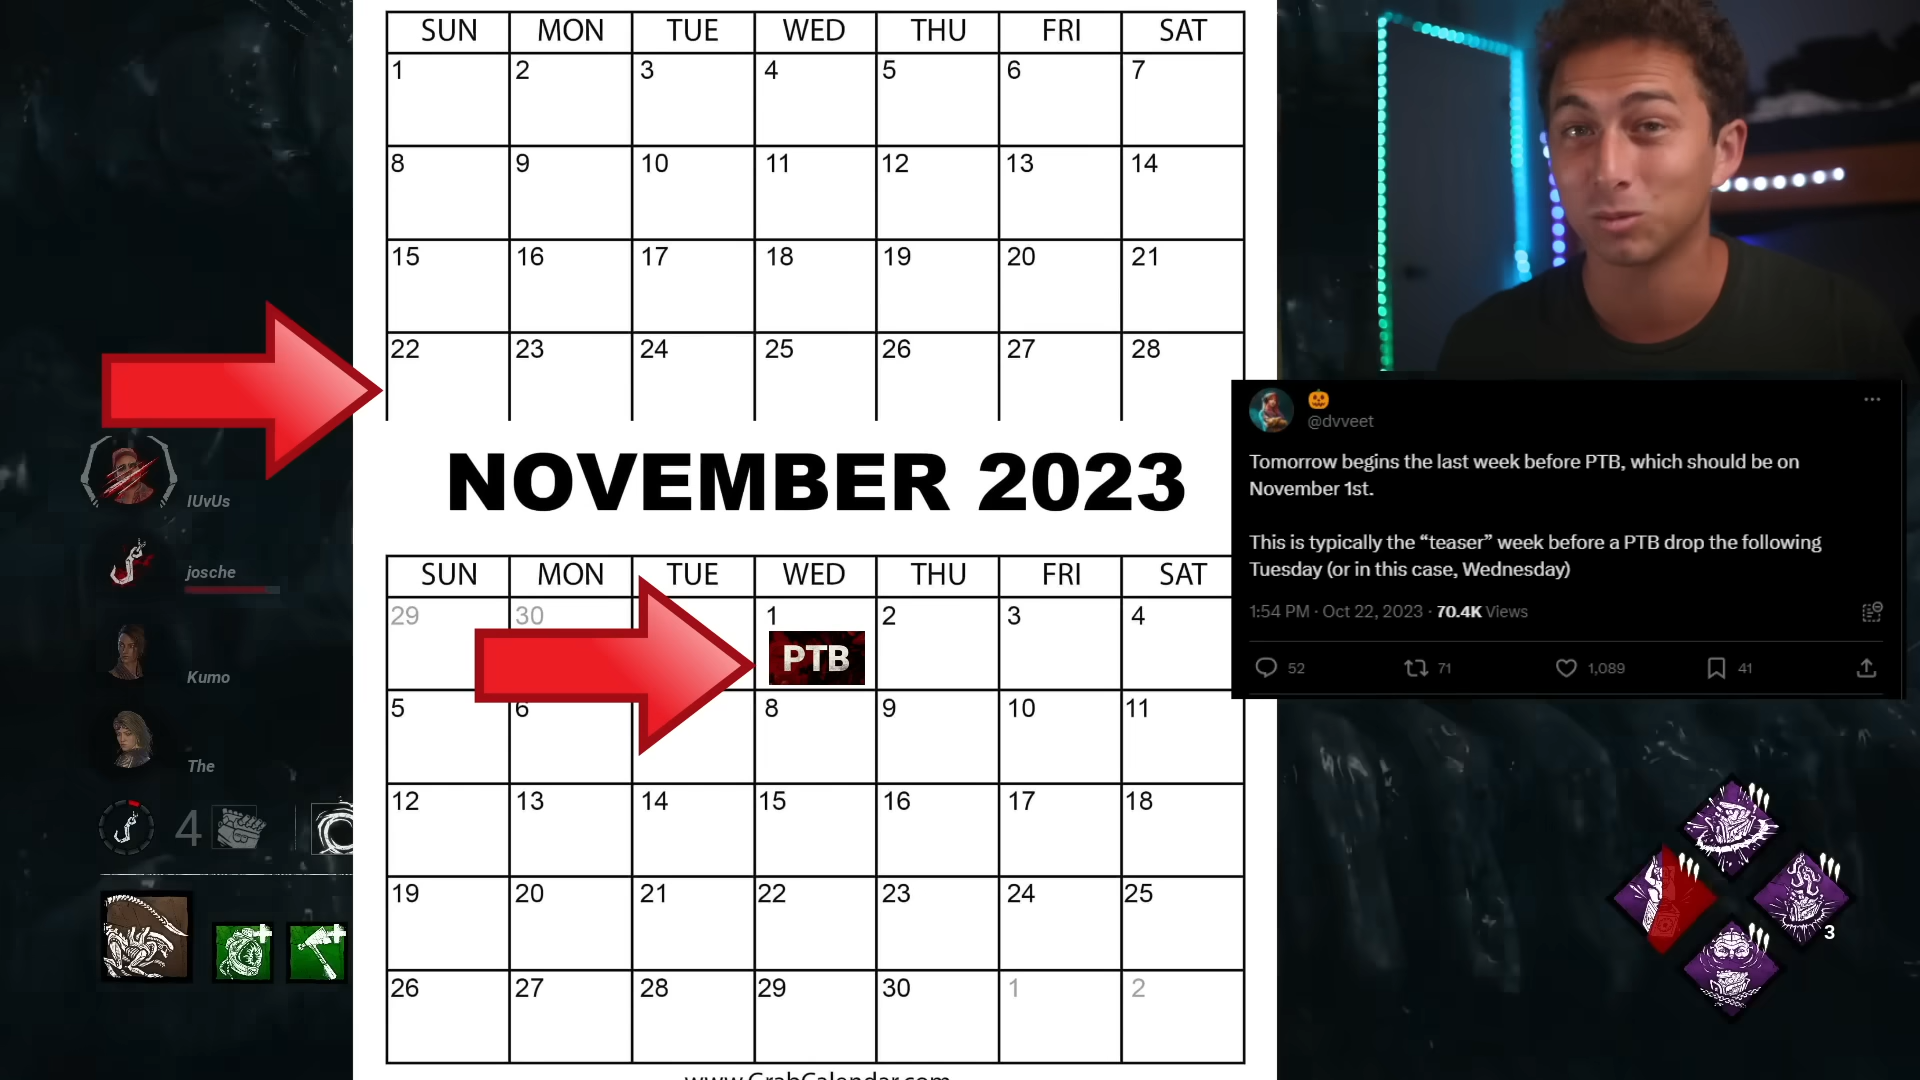 SUN MON TUE WED THU FRI SAT
1 2 3 4 5 6 7
8 9 10 11 12 13 14
15 16 17 18 19 20 21
22 23 24 25 26 27 28
NOVEMBER 2023
SUN MON TUE WED THU FRI SAT
29 30 1 2 3 4
PTB
5 6 8 9 10 11
12 13 14 15 16 17 18
19 20 21 22 23 24 25
26 27 28 29 30 1 2
www.GrabCalendar.com
@dvveet
Tomorrow begins the last week before PTB, which should be on
November 1st.
This is typically the “teaser” week before a PTB drop the following
Tuesday (or in this case, Wednesday)
1:54 PM · Oct 22, 2023 · 70.4K Views
52 71 1,089 41
IUvUs
josche
Kumo
The
4
3